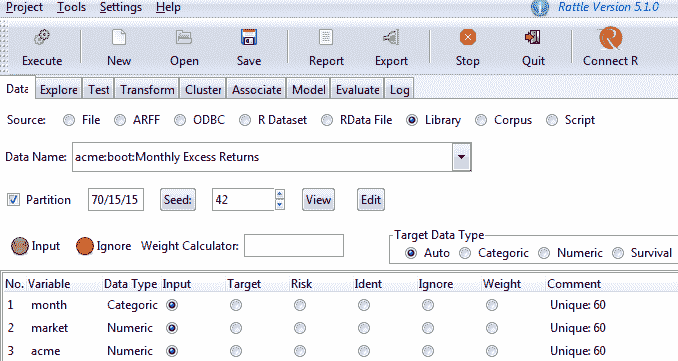 Project Tools Settings Help Rattle Version 5.1.0
Execute New Open Save Report Export Stop Quit Connect R
Data Explore Test Transform Cluster Associate Model Evaluate Log
Source: File ARFF ODBC R Dataset RData File Library Corpus Script
Data Name: acme:boot:Monthly Excess Returns
Partition 70/15/15 Seed: 42 View Edit
Target Data Type
Input Ignore Weight Calculator: Auto Categoric Numeric Survival
No. Variable Data Type Input Target Risk Ident Ignore Weight Comment
1 month Categoric Unique: 60
2 market Numeric Unique: 60
3 acme Numeric Unique: 60